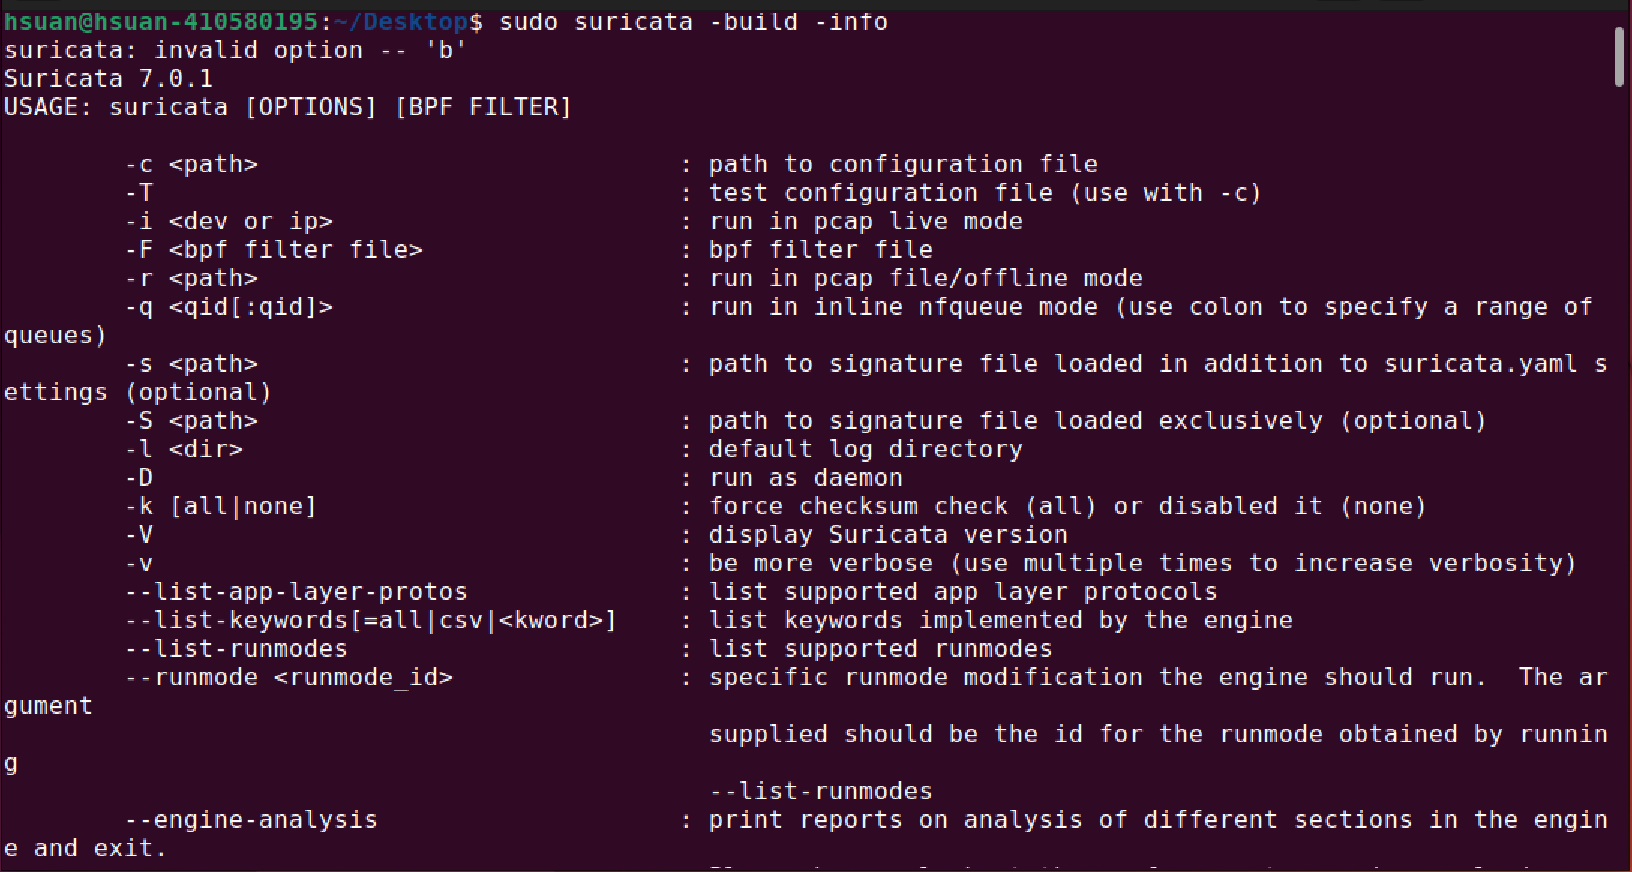 hsuan@hsuan-410580195:~/Desktop$ sudo suricata -build -info
suricata: invalid option -- 'b'
Suricata 7.0.1
USAGE: suricata [OPTIONS] [BPF FILTER]
-c <path> : path to configuration file
-T : test configuration file (use with -c)
-i <dev or ip> : run in pcap live mode
-F <bpf filter file> : bpf filter file
-r <path> : run in pcap file/offline mode
-q <qid[:qid]> : run in inline nfqueue mode (use colon to specify a range of
queues)
-s <path> : path to signature file loaded in addition to suricata.yaml s
ettings (optional)
-S <path> : path to signature file loaded exclusively (optional)
-l <dir> : default log directory
-D : run as daemon
-k [all|none] : force checksum check (all) or disabled it (none)
-V : display Suricata version
-v : be more verbose (use multiple times to increase verbosity)
--list-app-layer-protos : list supported app layer protocols
--list-keywords[=all|csv|<kword>] : list keywords implemented by the engine
--list-runmodes : list supported runmodes
--runmode <runmode_id> : specific runmode modification the engine should run.  The ar
gument
supplied should be the id for the runmode obtained by runnin
g
--list-runmodes
--engine-analysis : print reports on analysis of different sections in the engin
e and exit.